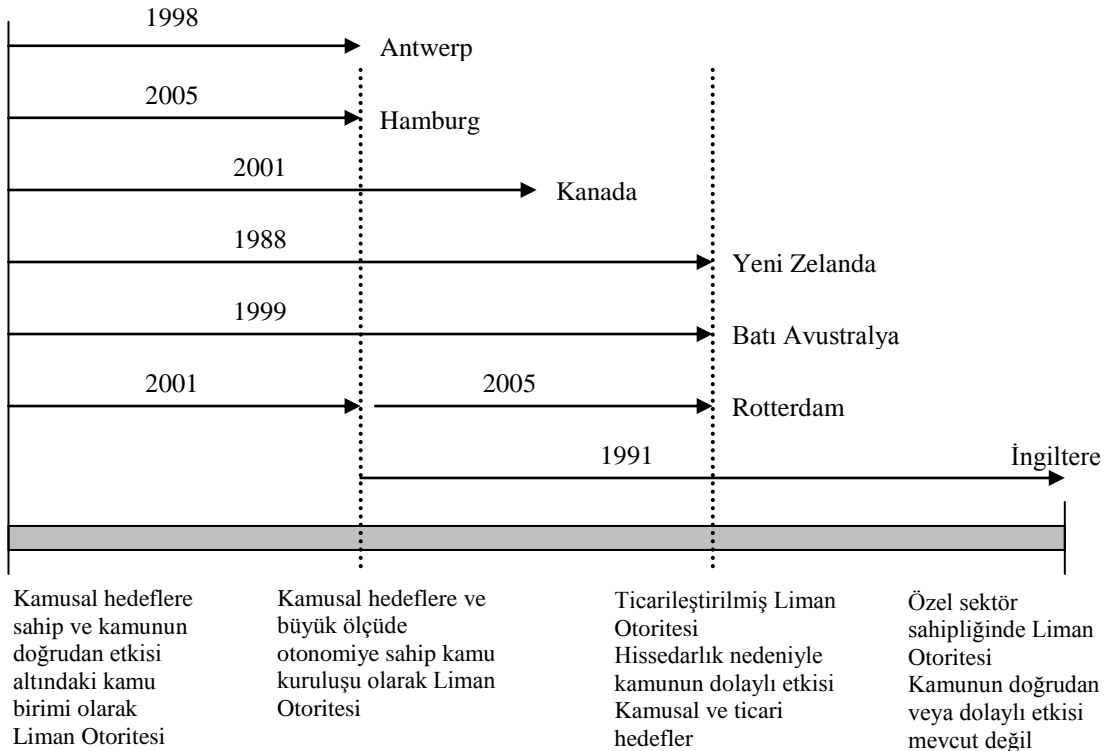 1998
Antwerp
2005
Hamburg
2001
Kanada
1988
Yeni Zelanda
1999
Batı Avustralya
2001
2005
Rotterdam
1991
İngiltere
Kamusal hedeflere
sahip ve kamunun
doğrudan etkisi
altındaki kamu
birimi olarak
Liman Otoritesi
Kamusal hedeflere ve
büyük ölçüde
otonomiye sahip kamu
kuruluşu olarak Liman
Otoritesi
Ticarileştirilmiş Liman
Otoritesi
Hissedarlık nedeniyle
kamunun dolaylı etkisi
Kamusal ve ticari
hedefler
Özel sektör
sahipliğinde Liman
Otoritesi
Kamunun doğrudan
veya dolaylı etkisi
mevcut değil